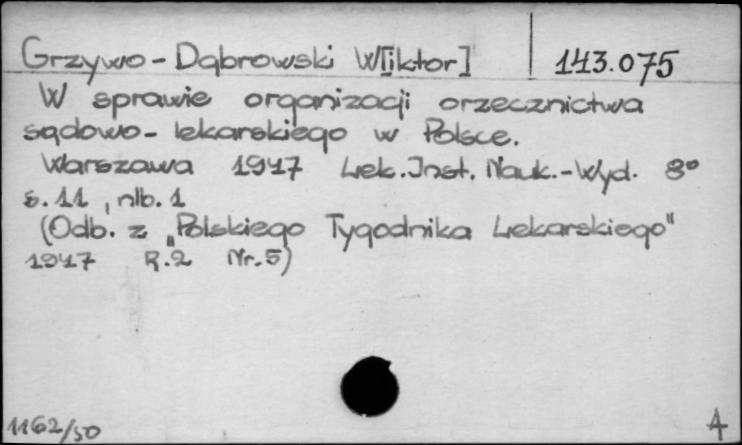 Grzywo-Dąbrowski W[iktor] 143.075
W sprawie organizacji orzecznictwa
sądowo-lekarskiego w Polsce.
Warszawa 1947 Lek. Inst. Nauk.-Wyd. 8°
s. 11, nlb. 1
(Odb. z „Polskiego Tygodnika Lekarskiego"
1947 R.2 Nr.5)
1162/50 A